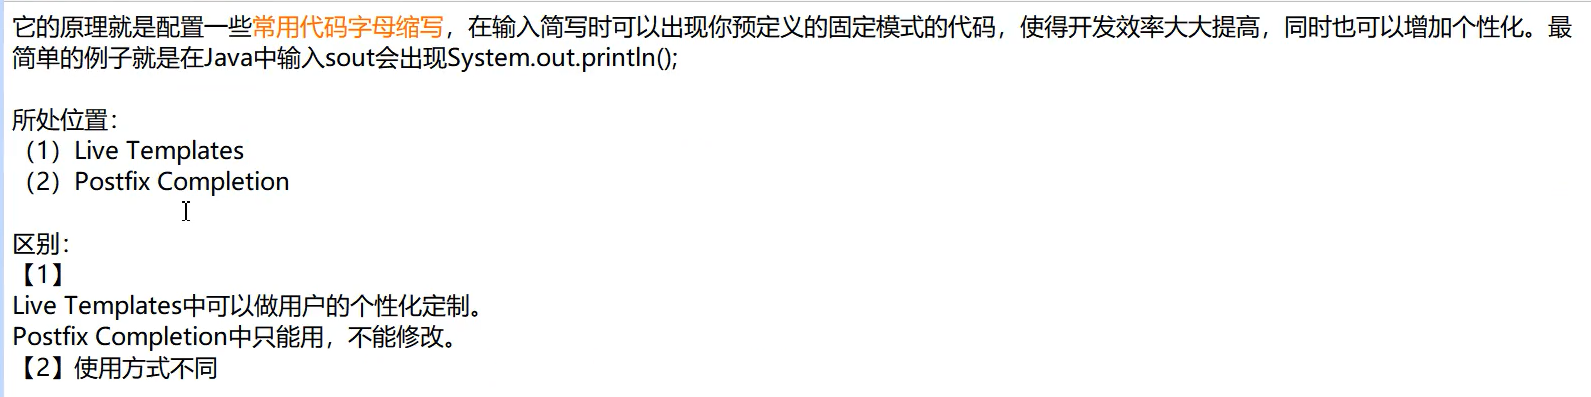 它的原理就是配置一些常用代码字母缩写，在输入简写时可以出现你预定义的固定模式的代码，使得开发效率大大提高，同时也可以增加个性化。最
简单的例子就是在Java中输入sout会出现System.out.println();
所处位置：
（1）Live Templates
（2）Postfix Completion
区别：
【1】
Live Templates中可以做用户的个性化定制。
Postfix Completion中只能用，不能修改。
【2】使用方式不同